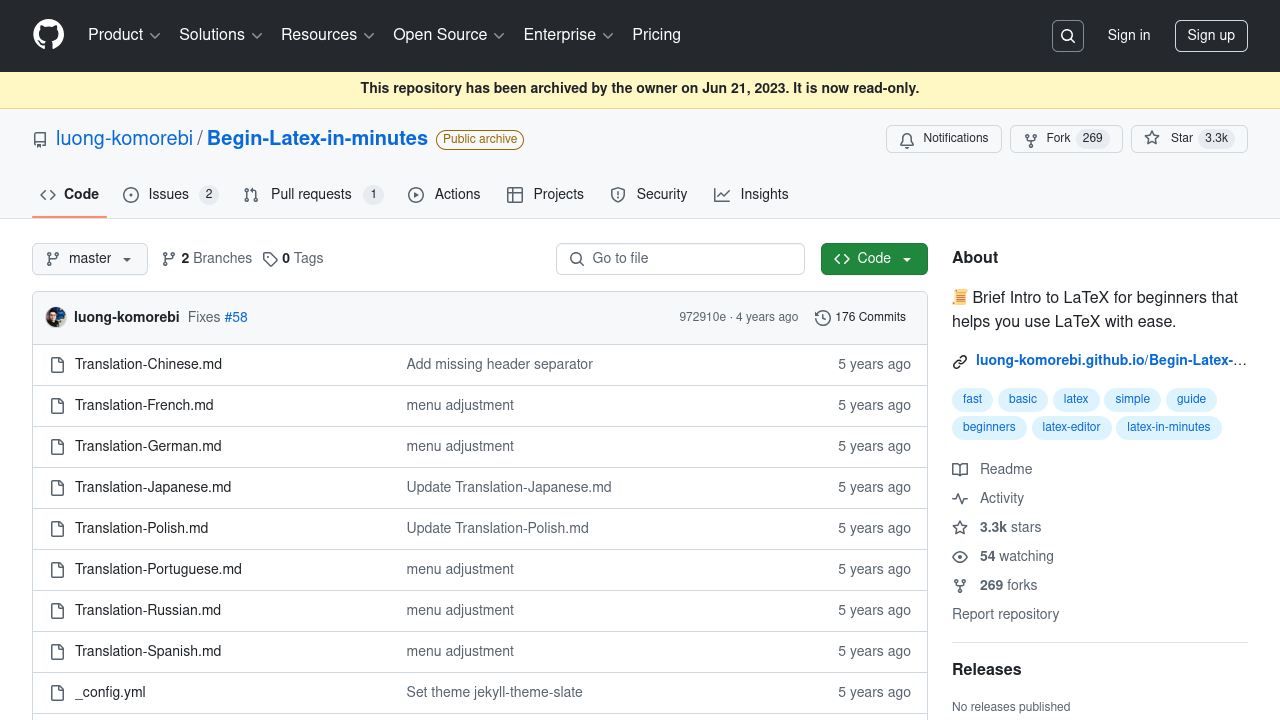 Product Solutions Resources Open Source Enterprise Pricing Sign in Sign up
This repository has been archived by the owner on Jun 21, 2023. It is now read-only.
luong-komorebi / Begin-Latex-in-minutes Public archive Notifications Fork 269 Star 3.3k
Code Issues 2 Pull requests 1 Actions Projects Security Insights
master 2 Branches 0 Tags Go to file Code
luong-komorebi Fixes #58 972910e · 4 years ago 176 Commits
Translation-Chinese.md Add missing header separator 5 years ago
Translation-French.md menu adjustment 5 years ago
Translation-German.md menu adjustment 5 years ago
Translation-Japanese.md Update Translation-Japanese.md 5 years ago
Translation-Polish.md Update Translation-Polish.md 5 years ago
Translation-Portuguese.md menu adjustment 5 years ago
Translation-Russian.md menu adjustment 5 years ago
Translation-Spanish.md menu adjustment 5 years ago
_config.yml Set theme jekyll-theme-slate 5 years ago
About
📜 Brief Intro to LaTeX for beginners that
helps you use LaTeX with ease.
luong-komorebi.github.io/Begin-Latex-…
fast basic latex simple guide
beginners latex-editor latex-in-minutes
Readme
Activity
3.3k stars
54 watching
269 forks
Report repository
Releases
No releases published